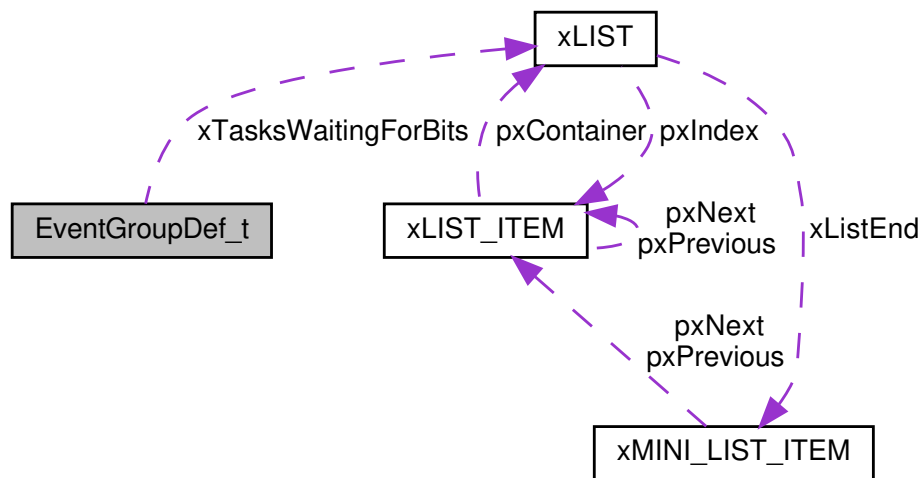 xLIST
xTasksWaitingForBits
pxContainer
pxIndex
EventGroupDef_t
xLIST_ITEM
pxNext
pxPrevious
xListEnd
pxNext
pxPrevious
xMINI_LIST_ITEM